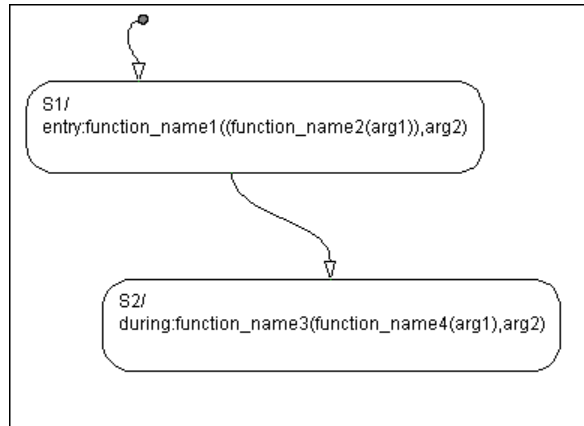 S1/
entry:function_name1((function_name2(arg1)),arg2)
S2/
during:function_name3(function_name4(arg1),arg2)